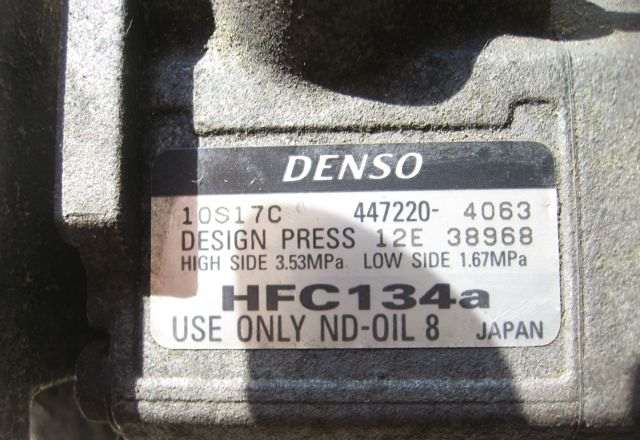 DENSO
10S17C 447220- 4063
DESIGN PRESS 12E 38968
HIGH SIDE 3.53MPa LOW SIDE 1.67MPa
HFC134a
USE ONLY ND-OIL 8 JAPAN